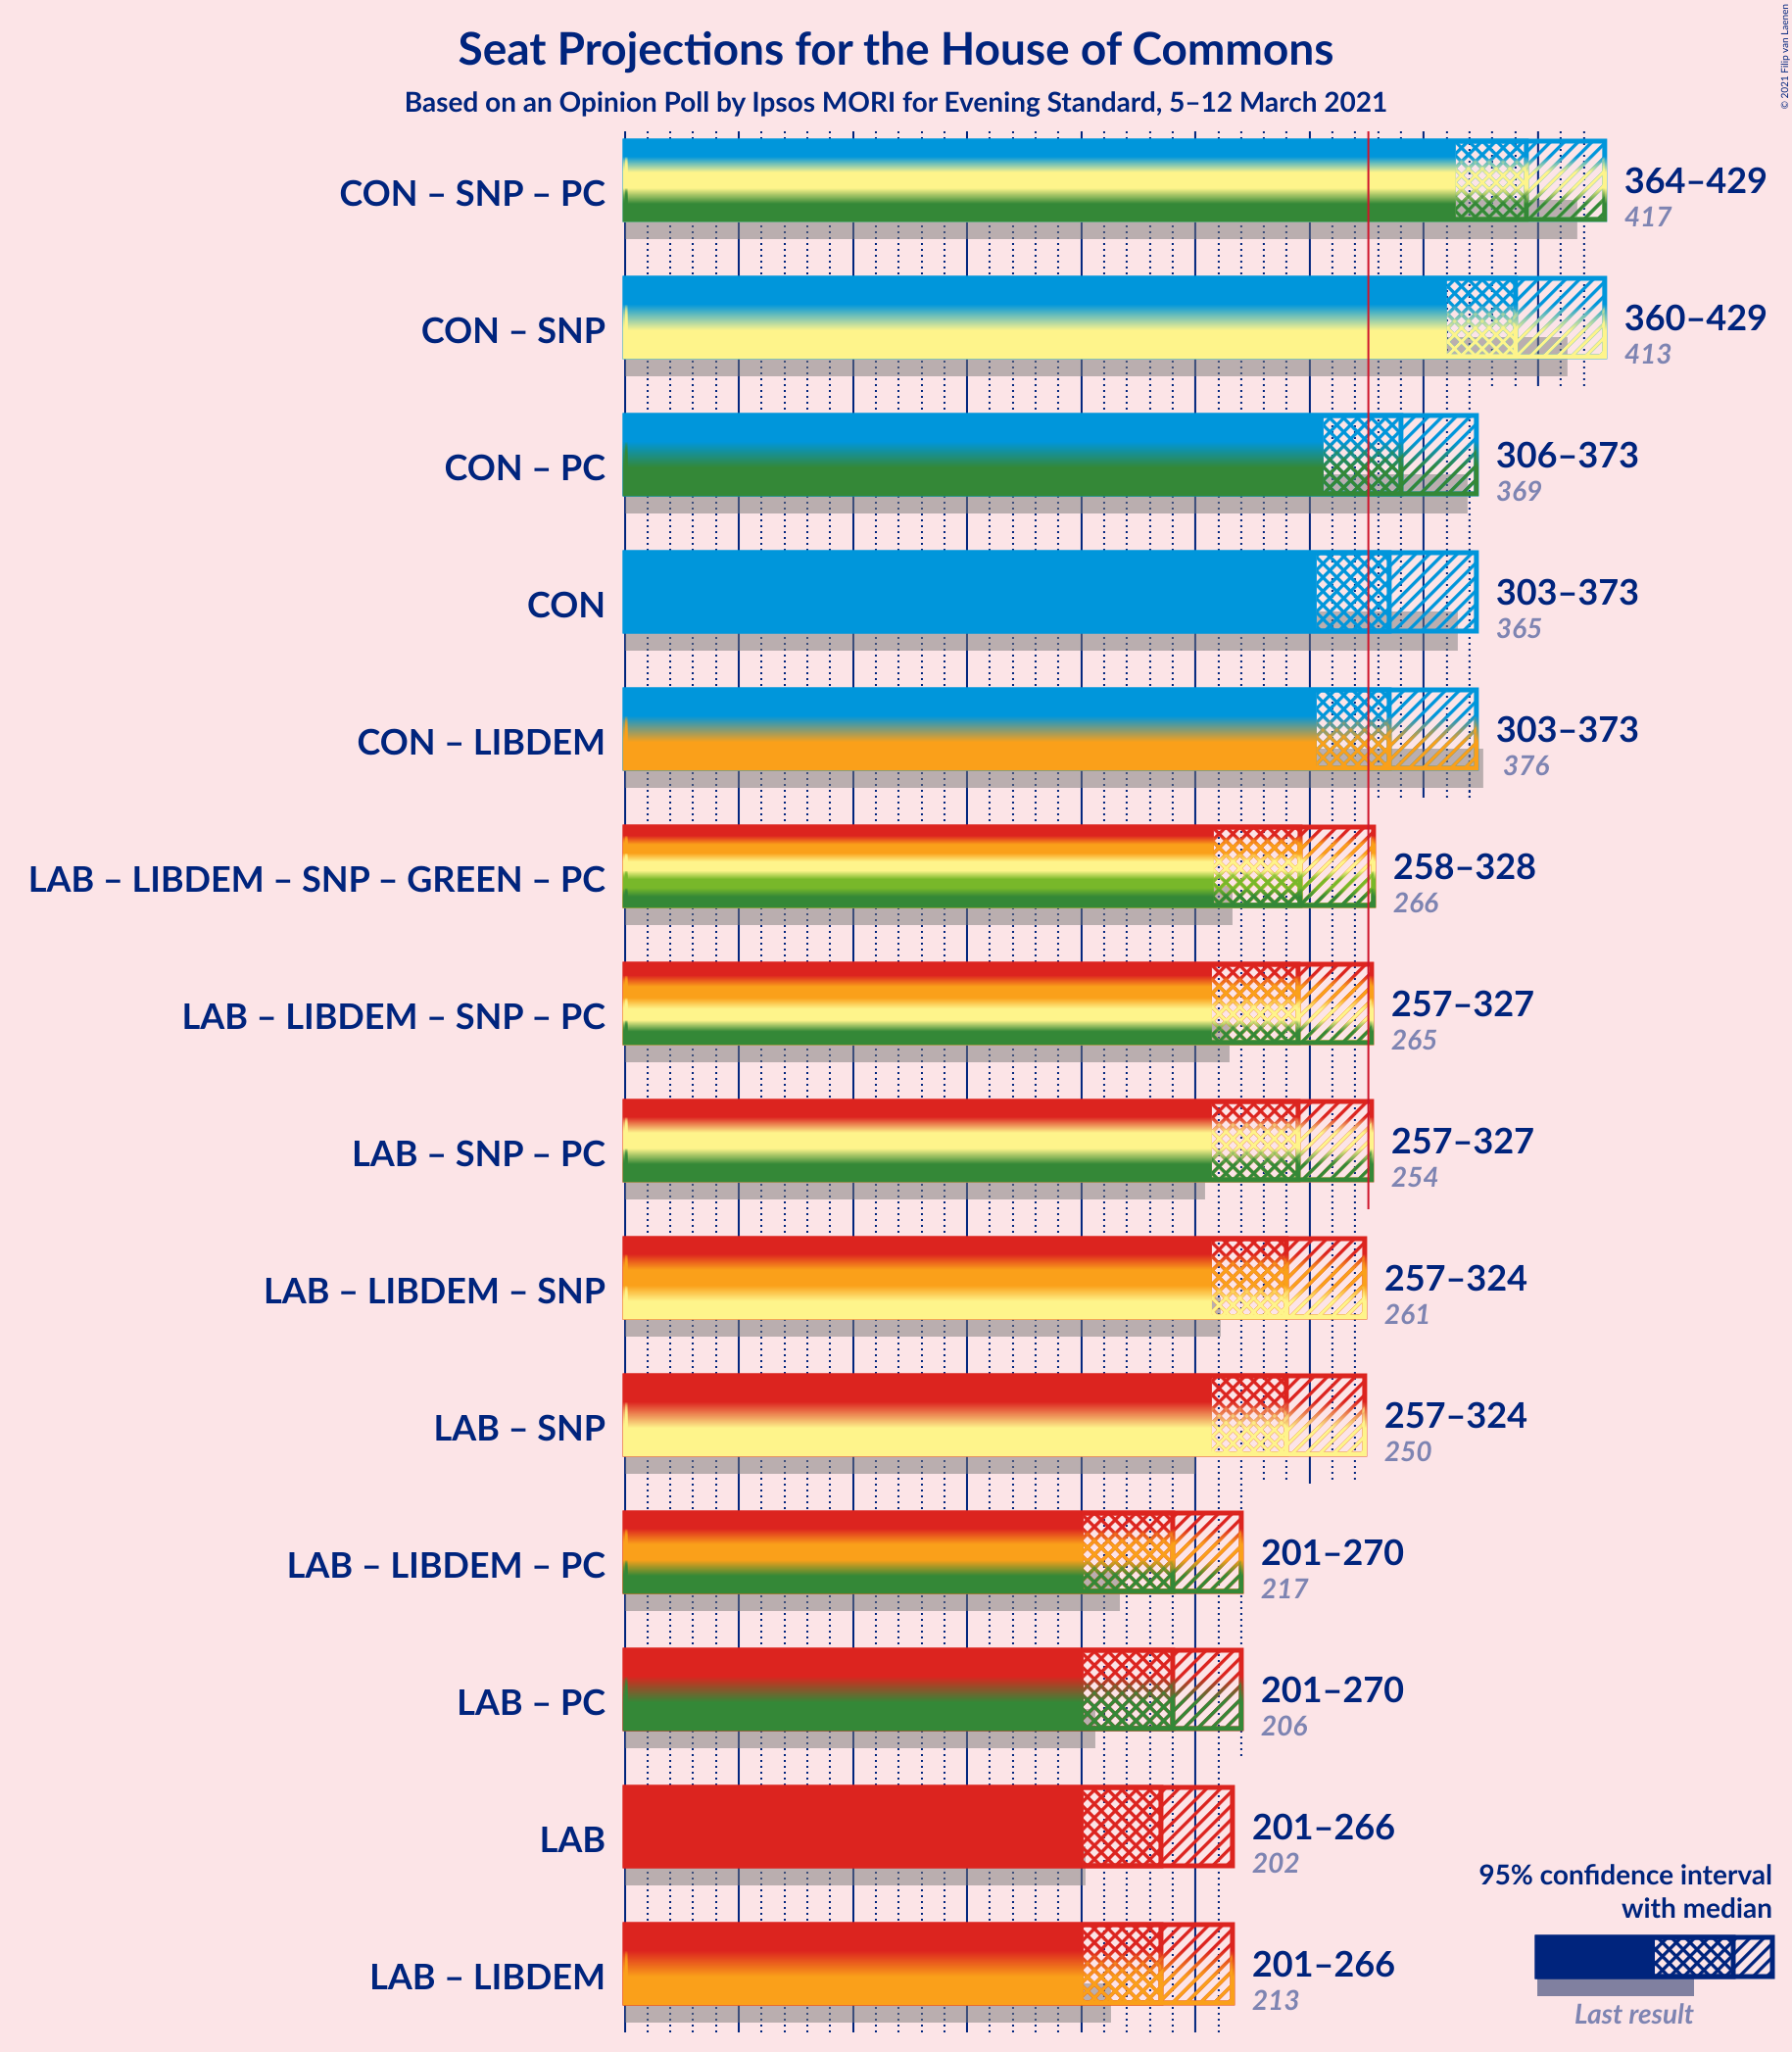 Seat Projections for the House of Commons
Based on an Opinion Poll by Ipsos MORI for Evening Standard, 5–12 March 2021
© 2021 Filip van Laenen
CON – SNP – PC
364–429
417
CON – SNP
360–429
413
CON – PC
306–373
369
CON
303–373
365
CON – LIBDEM
303–373
376
LAB – LIBDEM – SNP – GREEN – PC
258–328
266
LAB – LIBDEM – SNP – PC
257–327
265
LAB – SNP – PC
257–327
254
LAB – LIBDEM – SNP
257–324
261
LAB – SNP
257–324
250
LAB – LIBDEM – PC
201–270
217
LAB – PC
201–270
206
LAB
201–266
202
LAB – LIBDEM
201–266
213
95% confidence interval
with median
Last result